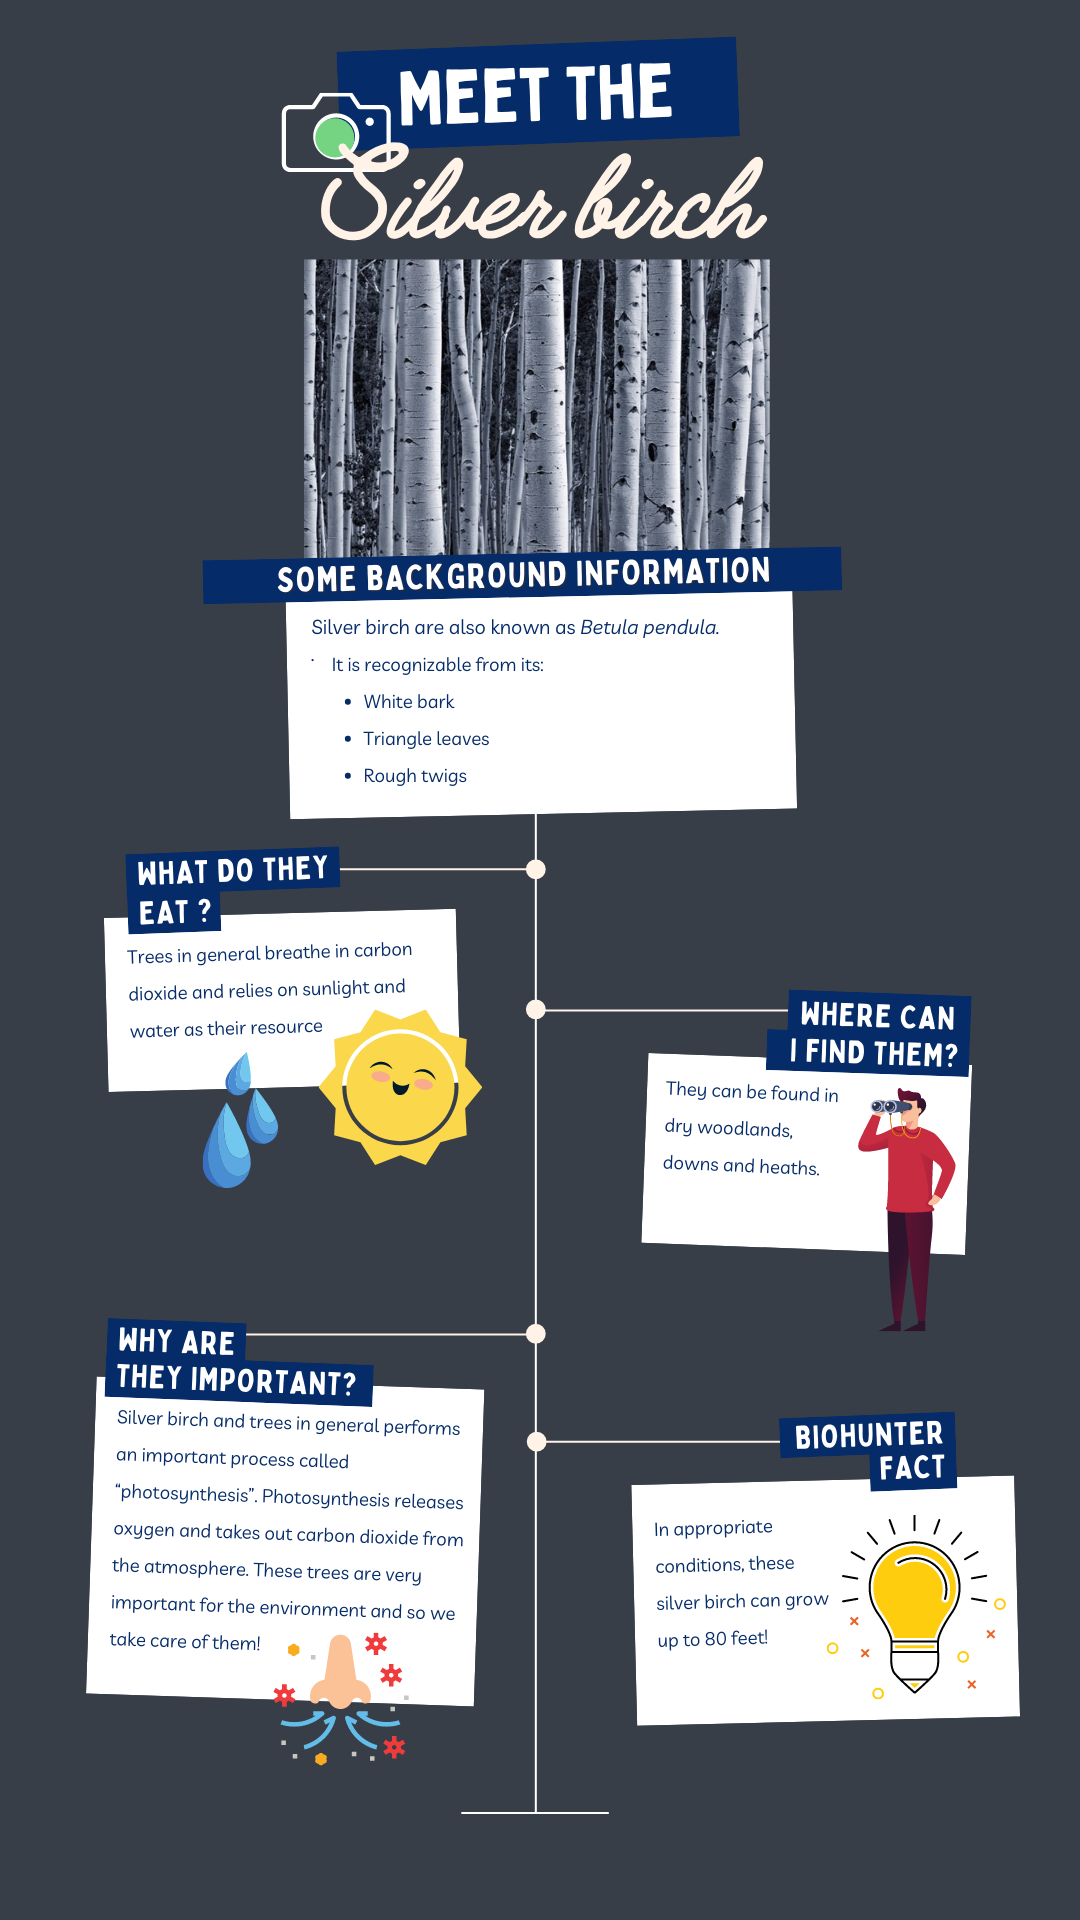 MEET THE
Silver birch
SOME BACKGROUND INFORMATION
Silver birch are also known as Betula pendula.
· It is recognizable from its:
• White bark
• Triangle leaves
• Rough twigs
WHAT DO THEY
EAT ?
Trees in general breathe in carbon
dioxide and relies on sunlight and
water as their resource
WHERE CAN
I FIND THEM?
They can be found in
dry woodlands,
downs and heaths.
WHY ARE
THEY IMPORTANT?
Silver birch and trees in general performs
an important process called
“photosynthesis”. Photosynthesis releases
oxygen and takes out carbon dioxide from
the atmosphere. These trees are very
important for the environment and so we
take care of them!
BIOHUNTER
FACT
In appropriate
conditions, these
silver birch can grow
up to 80 feet!